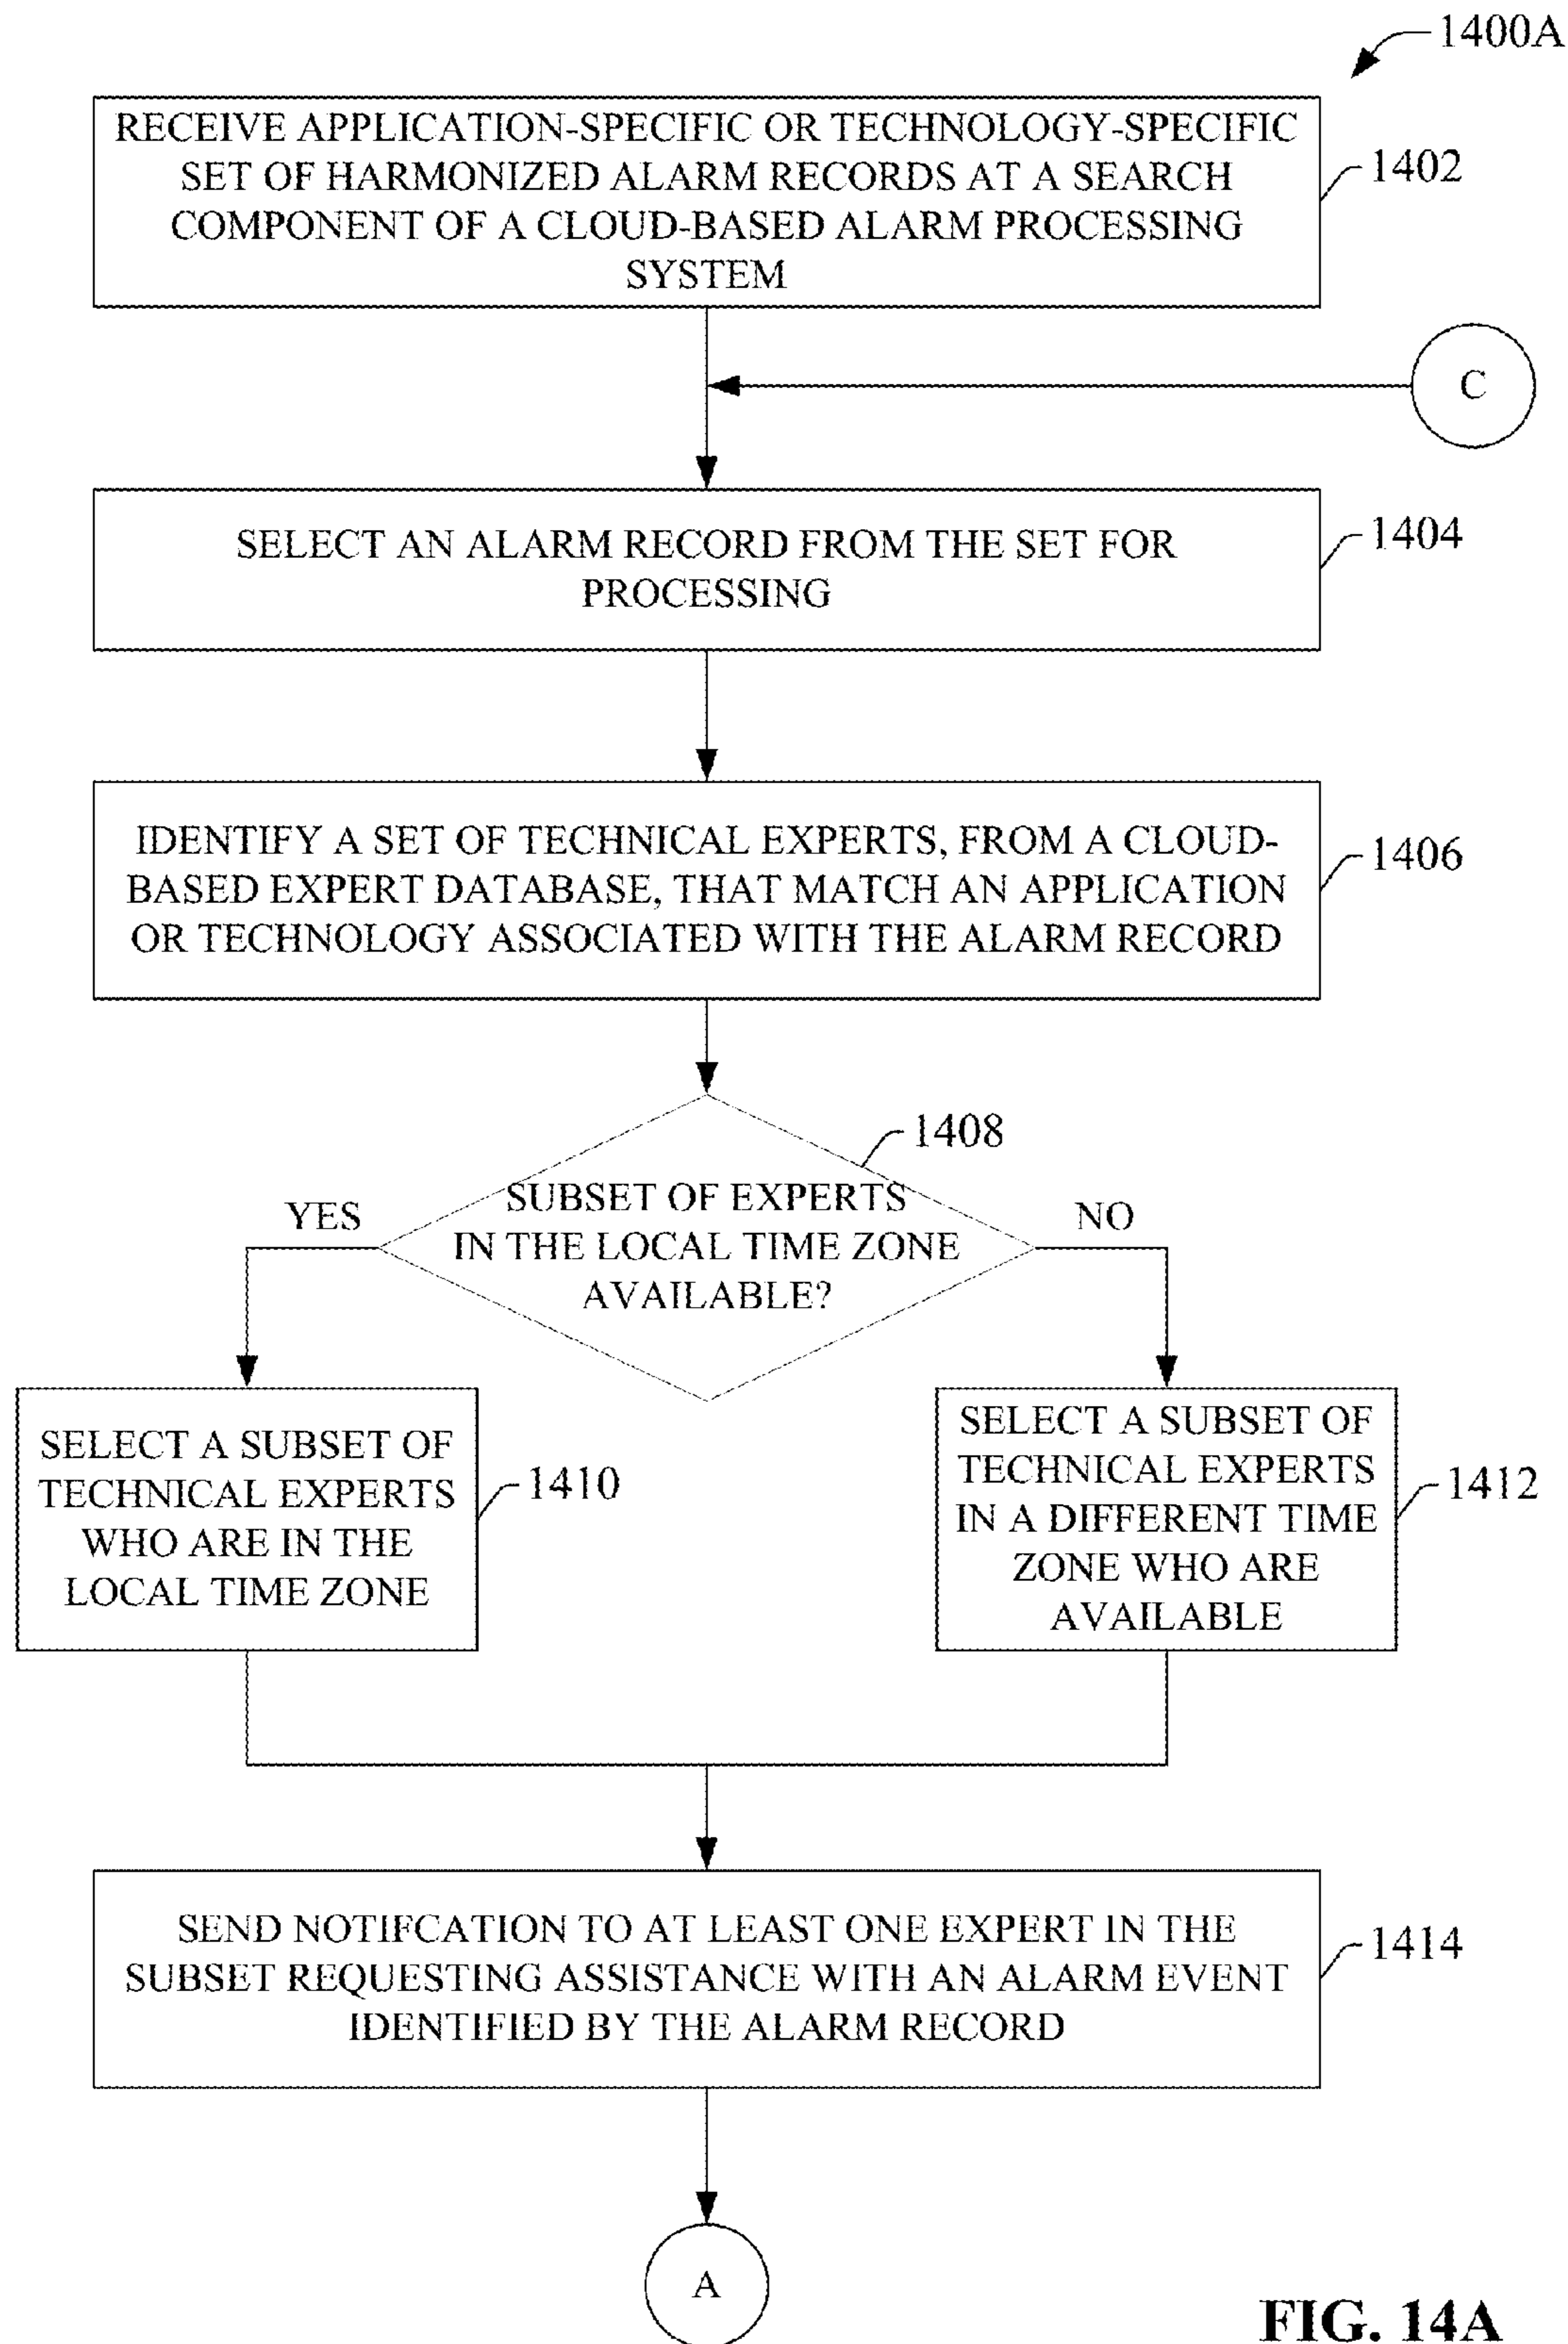 1400A
RECEIVE APPLICATION-SPECIFIC OR TECHNOLOGY-SPECIFIC
SET OF HARMONIZED ALARM RECORDS AT A SEARCH
COMPONENT OF A CLOUD-BASED ALARM PROCESSING
SYSTEM
1402
C
SELECT AN ALARM RECORD FROM THE SET FOR
PROCESSING
1404
IDENTIFY A SET OF TECHNICAL EXPERTS, FROM A CLOUD-
BASED EXPERT DATABASE, THAT MATCH AN APPLICATION
OR TECHNOLOGY ASSOCIATED WITH THE ALARM RECORD
1406
1408
SUBSET OF EXPERTS
IN THE LOCAL TIME ZONE
AVAILABLE?
YES
NO
SELECT A SUBSET OF
TECHNICAL EXPERTS
WHO ARE IN THE
LOCAL TIME ZONE
1410
SELECT A SUBSET OF
TECHNICAL EXPERTS
IN A DIFFERENT TIME
ZONE WHO ARE
AVAILABLE
1412
SEND NOTIFCATION TO AT LEAST ONE EXPERT IN THE
SUBSET REQUESTING ASSISTANCE WITH AN ALARM EVENT
IDENTIFIED BY THE ALARM RECORD
1414
A
FIG. 14A